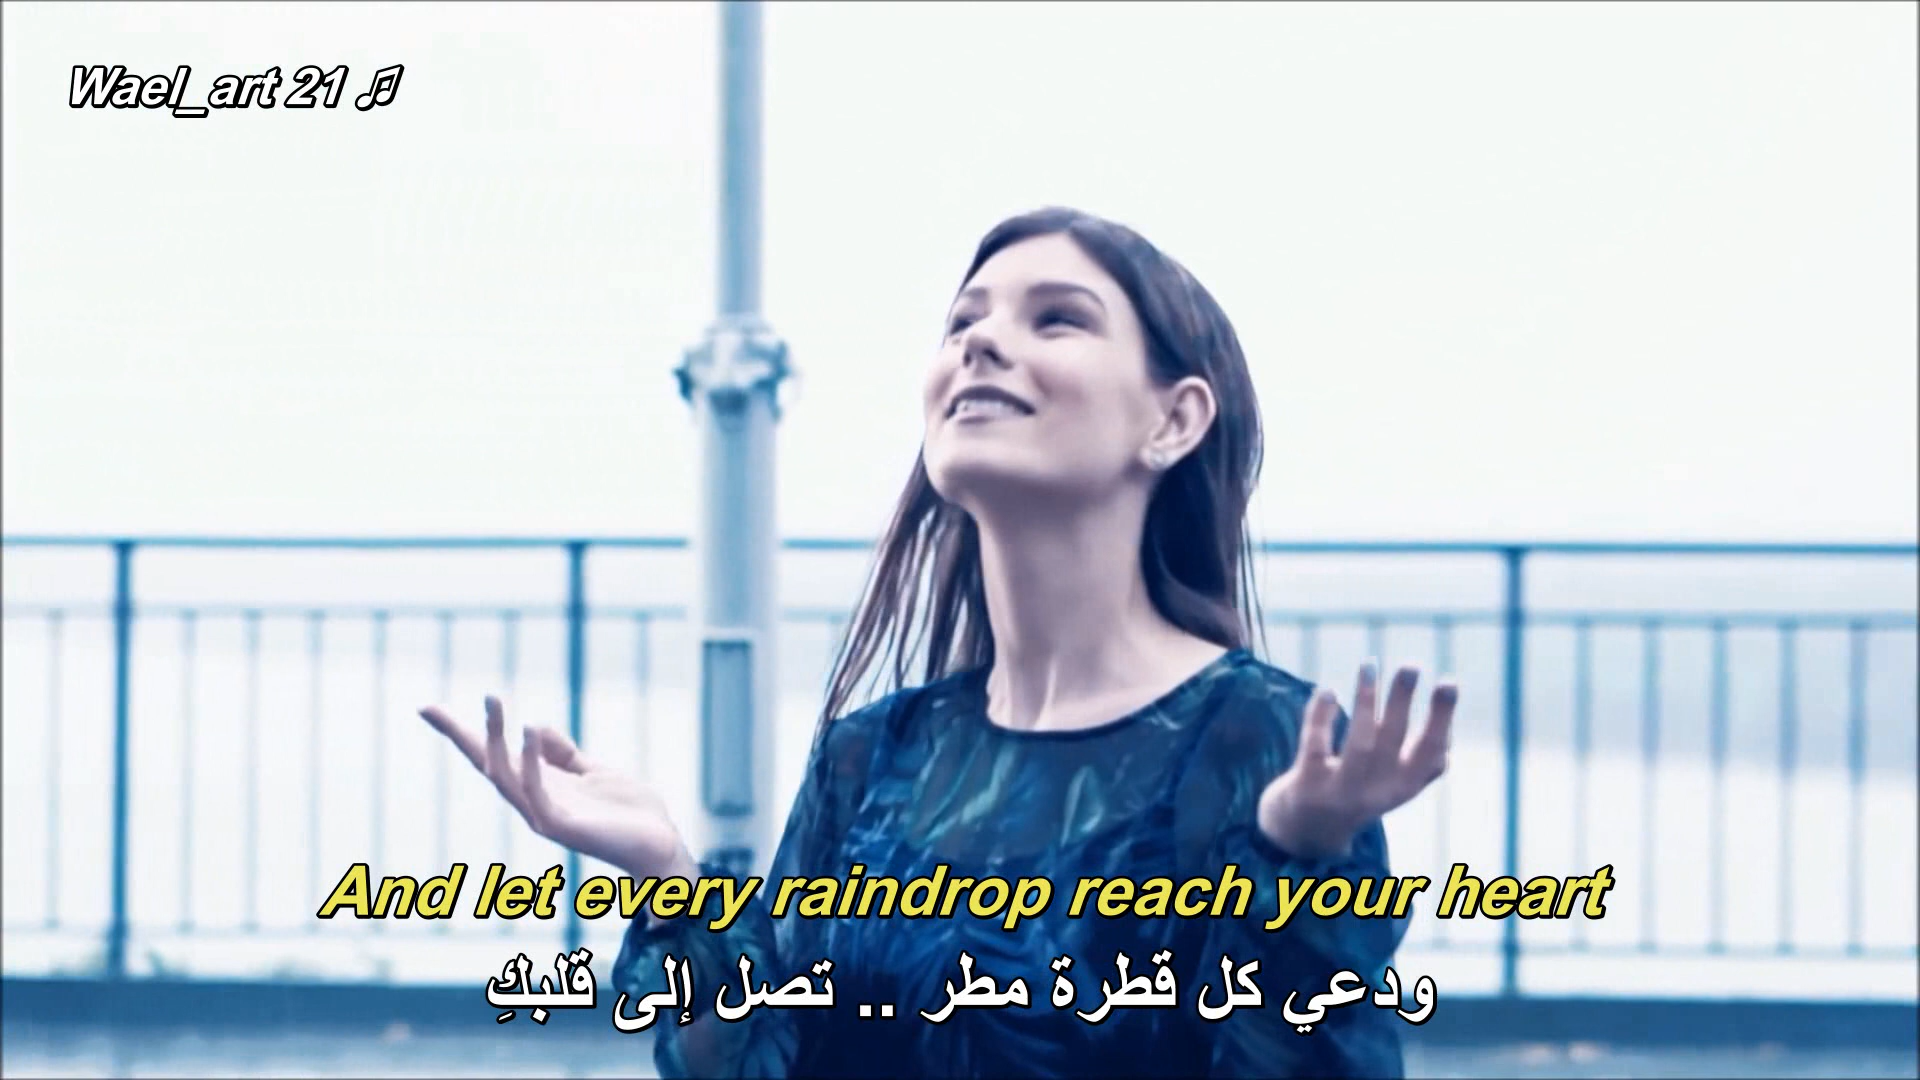 Wael_art 21 ♫
And let every raindrop reach your heart
ودعي كل قطرة مطر .. تصل إلى قلبكِ